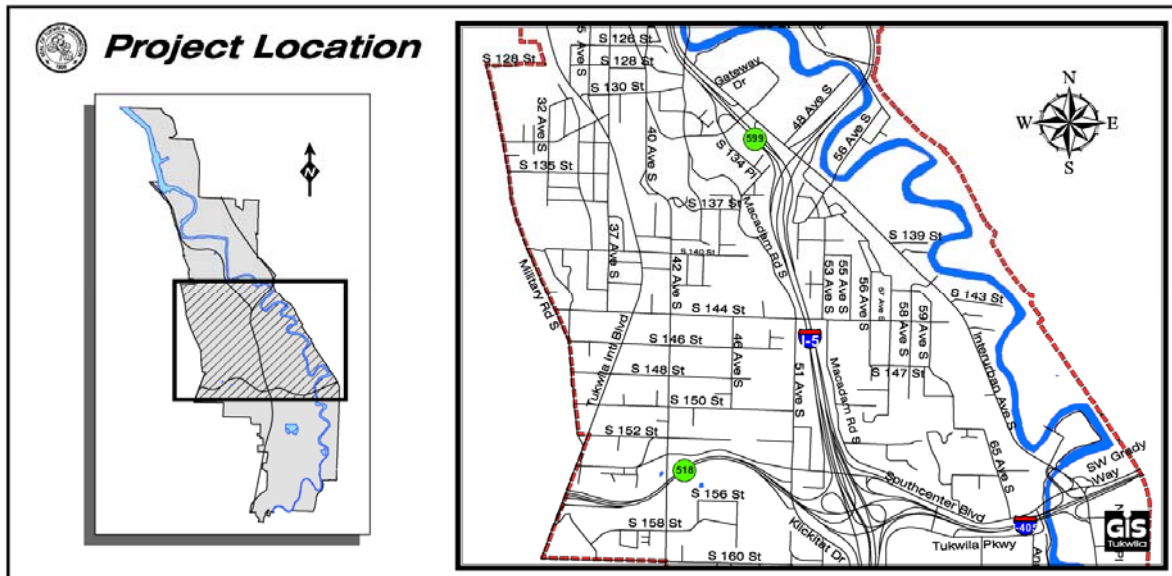 Project Location
N
N
W
E
S
S 126 St
S 128 St
S 128 St
S 130 St
Gateway
Dr
32 Ave S
40 Ave S
48 Ave S
56 Ave S
599
S 134 Pl
S 135 St
S 137 St
Macadam Rd S
S 139 St
37 Ave S
S 140 St
42 Ave S
Military Rd S
53 Ave S
55 Ave S
56 Ave S
57 Ave S
58 Ave S
59 Ave S
S 143 St
S 144 St
S 146 St
46 Ave S
I-5
Tukwila Intl Blvd
Interurban Ave S
S 147 St
S 148 St
51 Ave S
Macadam Rd S
S 150 St
S 152 St
65 Ave S
SW Grady
Way
518
S 156 St
Southcenter Blvd
S 158 St
Klickitat Dr
Tukwila Pkwy
S 160 St
GIS
Tukwila